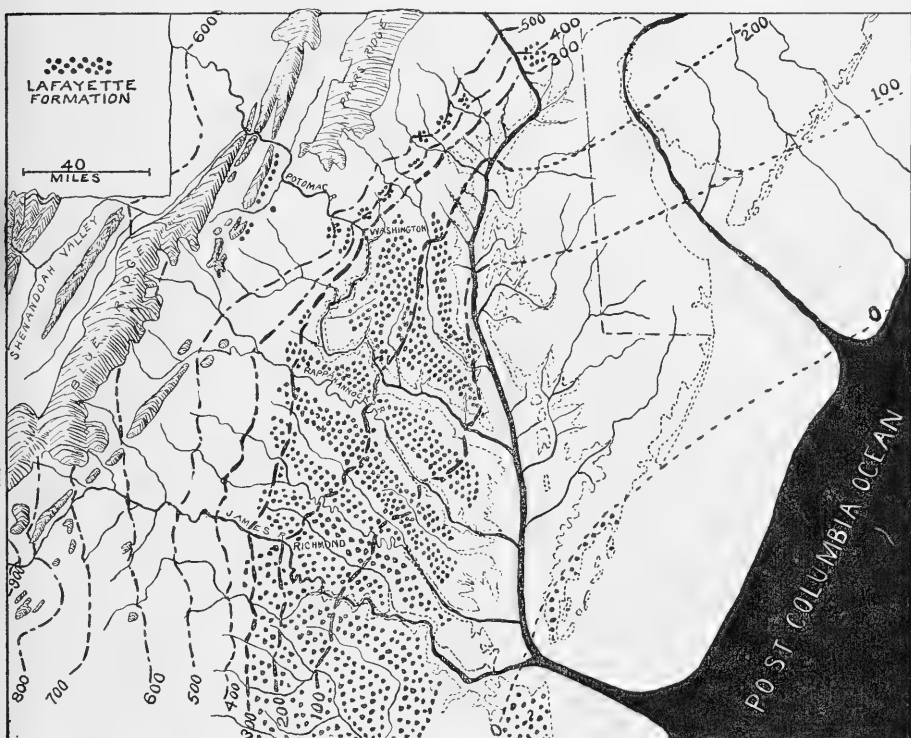 LAFAYETTE
FORMATION
40
MILES
600
500
400
300
200
100
0
POTOMAC
WASHINGTON
SHENANDOAH VALLEY
BLUE RIDGE
RAPPAHANNOCK
JAMES
RICHMOND
POST COLUMBIA OCEAN
900
800
700
600
500
400
300
200
100
0